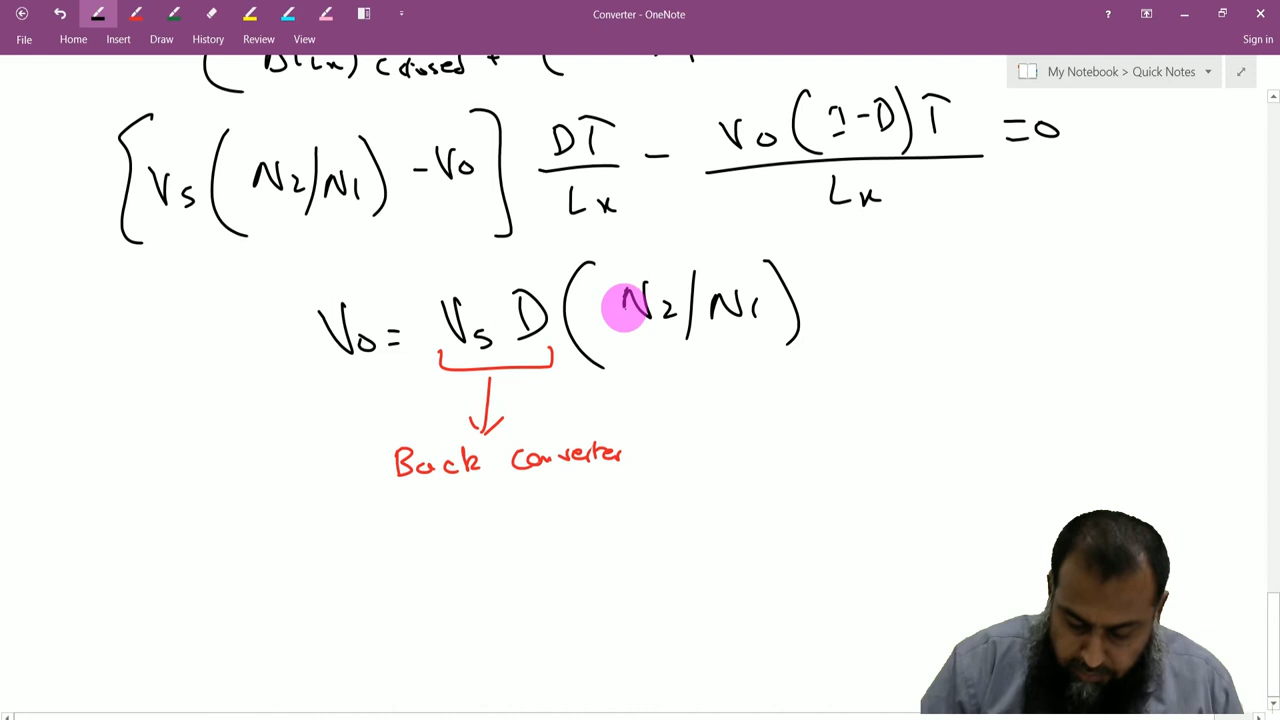 Converter - OneNote
File Home Insert Draw History Review View Sign in
My Notebook > Quick Notes
closed +
[Vs(N2/N1) -Vo] DT/Lx - Vo(1-D)T/Lx =0
Vo= Vs D (N2/N1)
Buck Converter